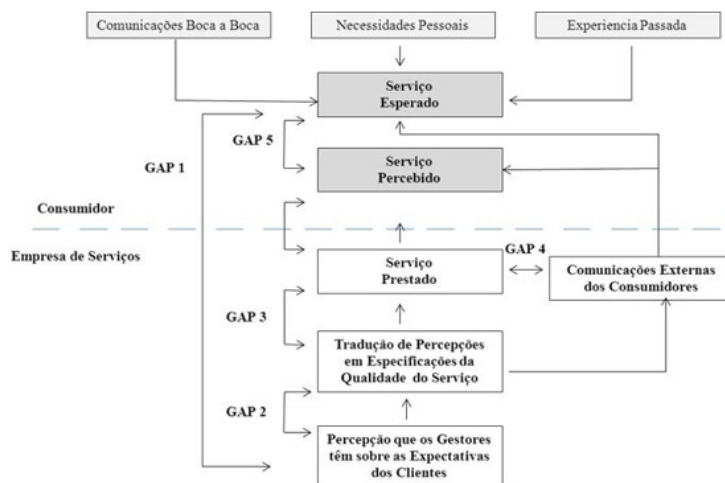 Comunicações Boca a Boca
Necessidades Pessoais
Experiencia Passada
Serviço
Esperado
GAP 5
GAP 1
Serviço
Percebido
Consumidor
Empresa de Serviços
GAP 4
Serviço
Prestado
Comunicações Externas
dos Consumidores
GAP 3
Tradução de Percepções
em Especificações da
Qualidade do Serviço
GAP 2
Percepção que os Gestores
têm sobre as Expectativas
dos Clientes